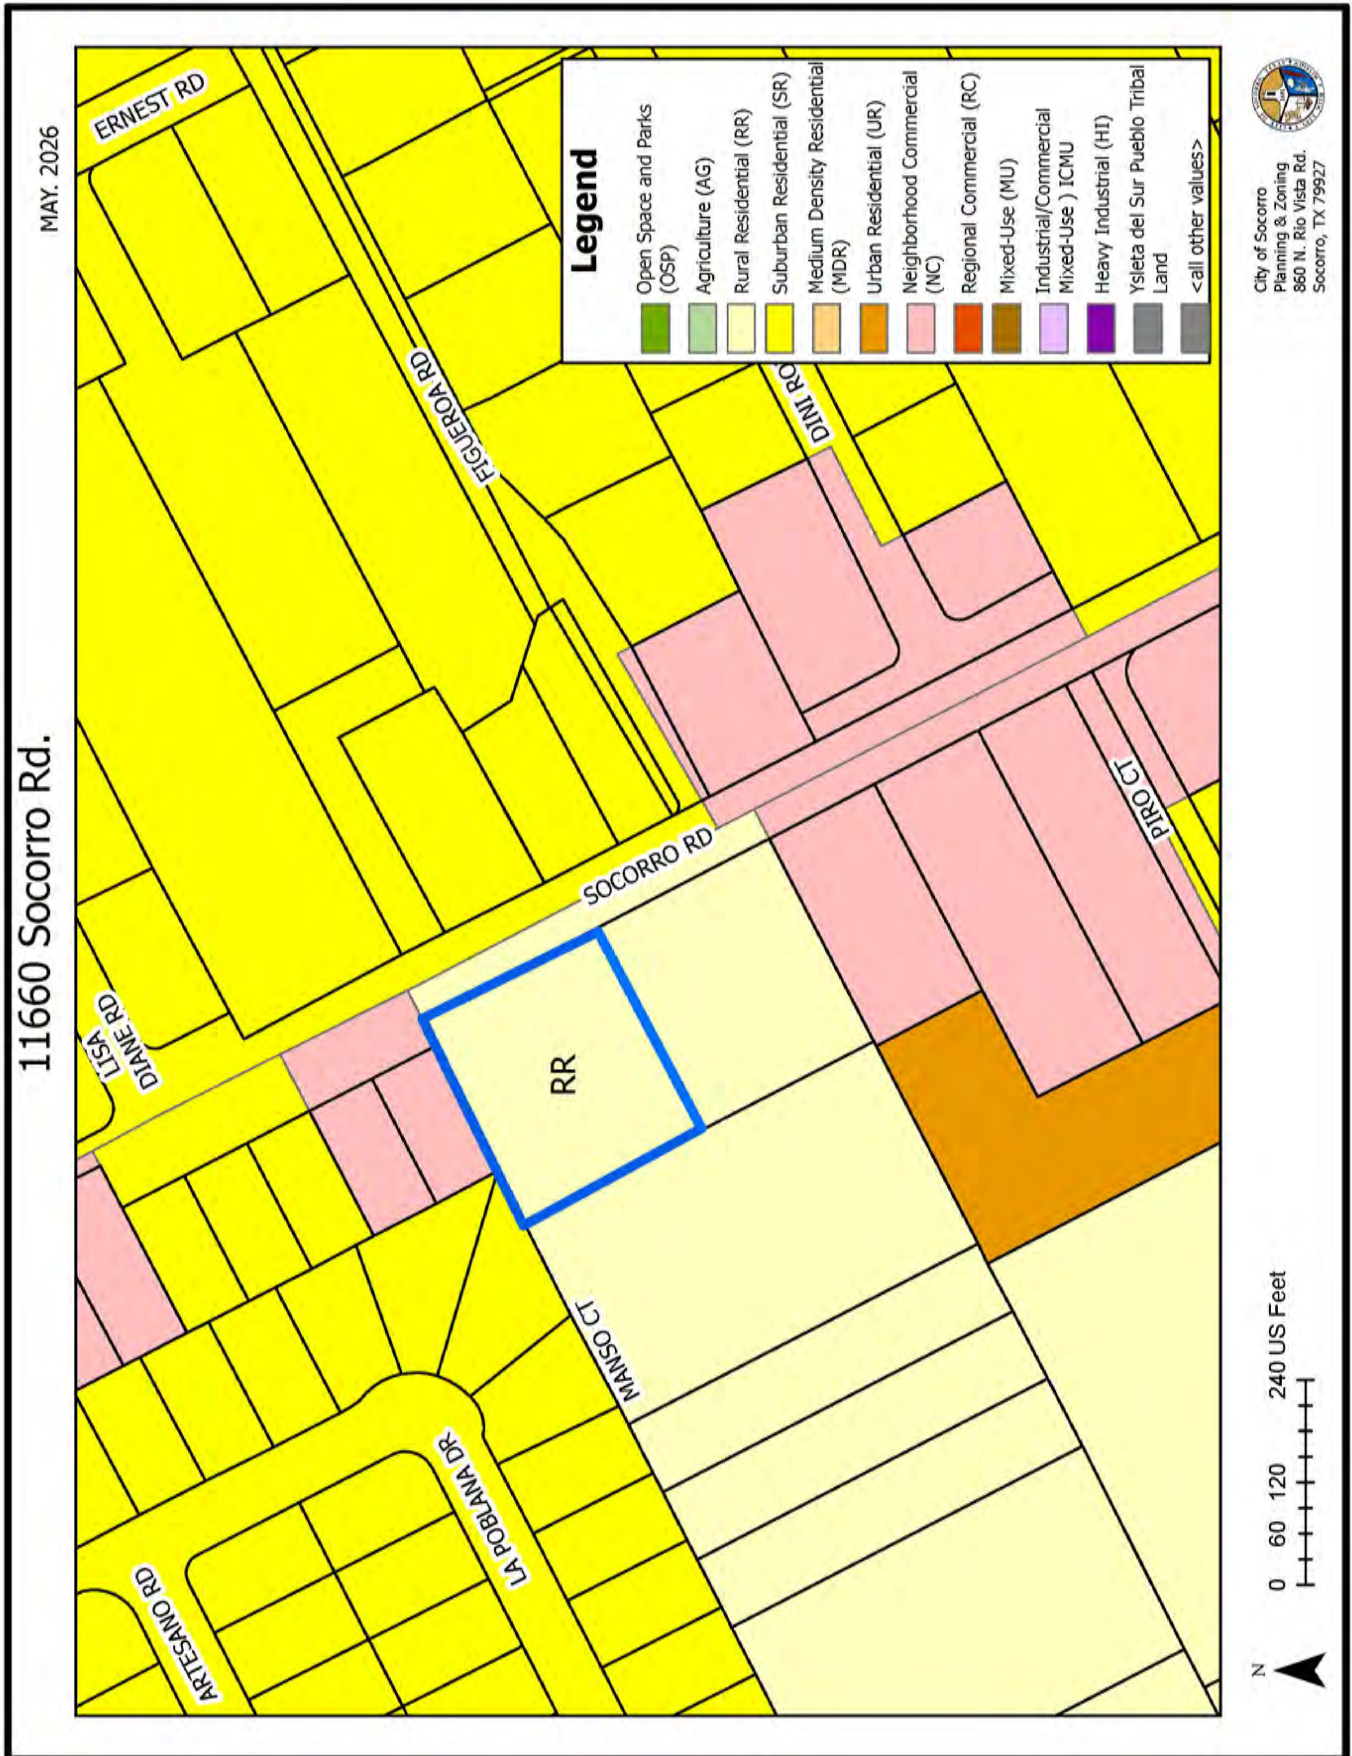 11660 Socorro Rd.
MAY. 2026
ERNEST RD
LISA
DIANE RD
FIGUEROA RD
SOCORRO RD
DINI RO
PIRO CT
RR
MANSO CT
LA POBLANA DR
ARTESANO RD
Legend
Open Space and Parks
(OSP)
Agriculture (AG)
Rural Residential (RR)
Suburban Residential (SR)
Medium Density Residential
(MDR)
Urban Residential (UR)
Neighborhood Commercial
(NC)
Regional Commercial (RC)
Mixed-Use (MU)
Industrial/Commercial
Mixed-Use ) ICMU
Heavy Industrial (HI)
Ysleta del Sur Pueblo Tribal
Land
<all other values>
N
0 60 120 240 US Feet
City of Socorro
Planning & Zoning
860 N. Rio Vista Rd.
Socorro, TX 79927